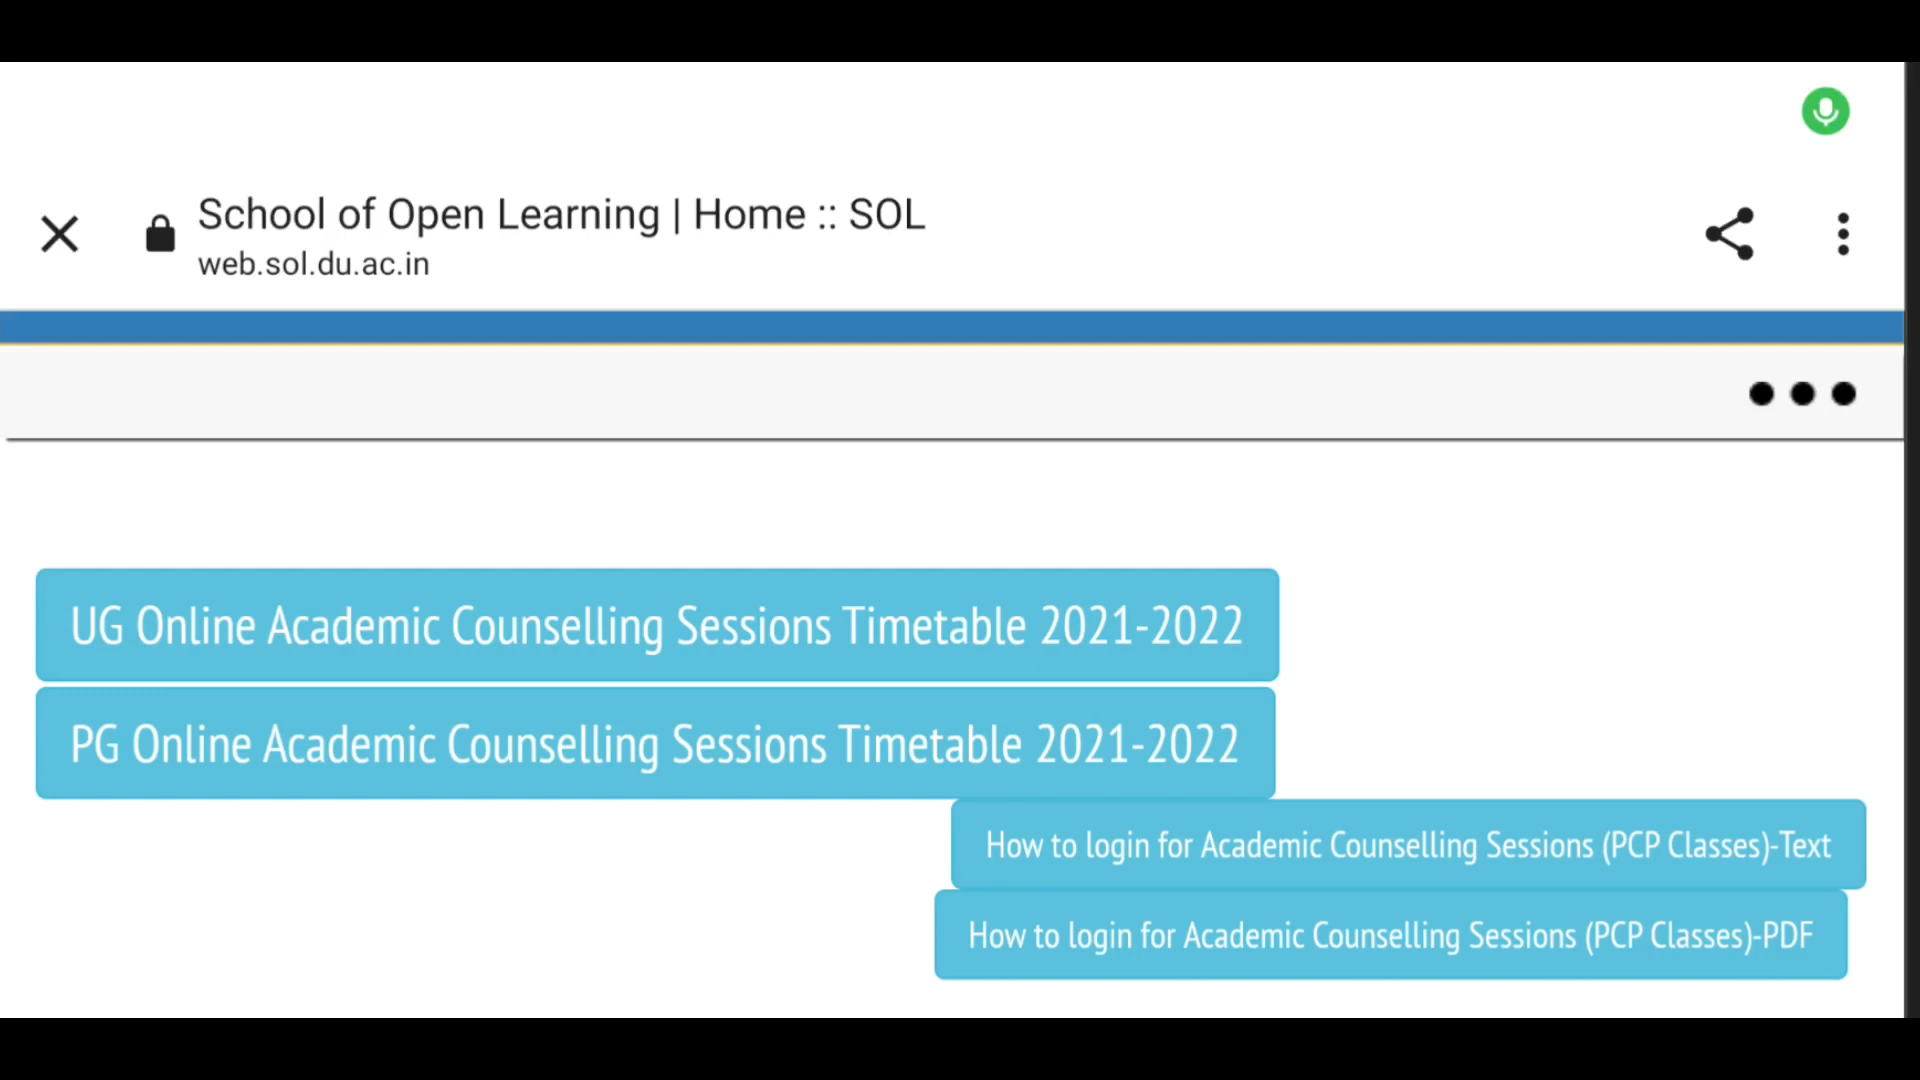 School of Open Learning | Home :: SOL
web.sol.du.ac.in
UG Online Academic Counselling Sessions Timetable 2021-2022
PG Online Academic Counselling Sessions Timetable 2021-2022
How to login for Academic Counselling Sessions (PCP Classes)-Text
How to login for Academic Counselling Sessions (PCP Classes)-PDF